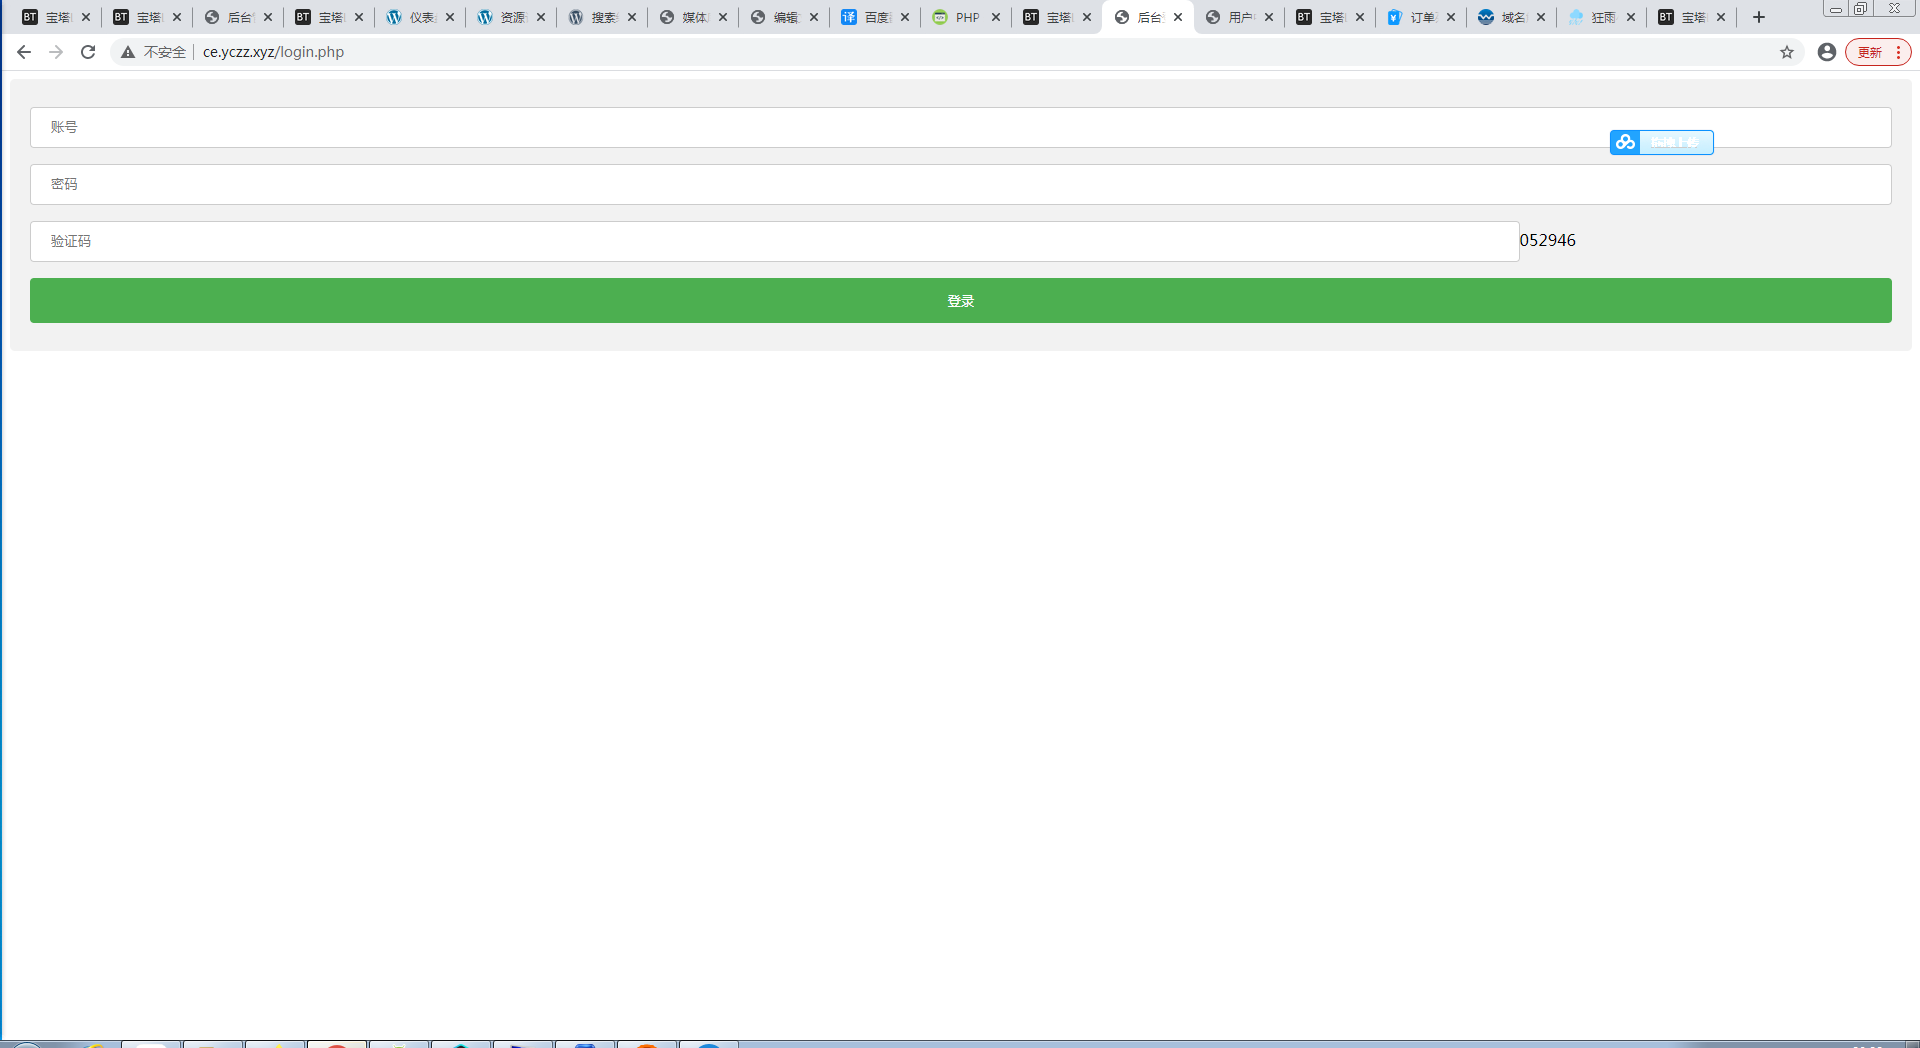 BT 宝塔 BT 宝塔 后台 BT 宝塔 仪表 资源 搜索 媒体 编辑 译 百度 PHP BT 宝塔 后台 用户 BT 宝塔 订单 域名 狂雨 BT 宝塔
不安全 ce.yczz.xyz/login.php 更新
账号
密码
验证码 052946
登录